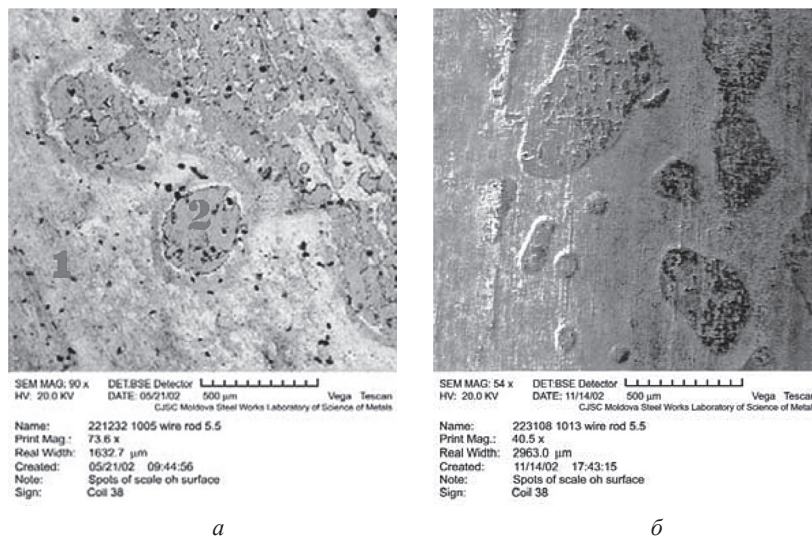 1
2
SEM MAG: 90 x DET:BSE Detector
HV: 20.0 KV DATE: 05/21/02 500 µm Vega Tescan
CJSC Moldova Steel Works Laboratory of Science of Metals
Name: 221232 1005 wire rod 5.5
Print Mag.: 73.6 x
Real Width: 1632.7 µm
Created: 05/21/02 09:44:56
Note: Spots of scale oh surface
Sign: Coll 38
а
SEM MAG: 54 x DET:BSE Detector
HV: 20.0 KV DATE: 11/14/02 500 µm Vega Tescan
CJSC Moldova Steel Works Laboratory of Science of Metals
Name: 223108 1013 wire rod 5.5
Print Mag.: 40.5 x
Real Width: 2963.0 µm
Created: 11/14/02 17:43:15
Note: Spots of scale oh surface
Sign: Coil 38
б